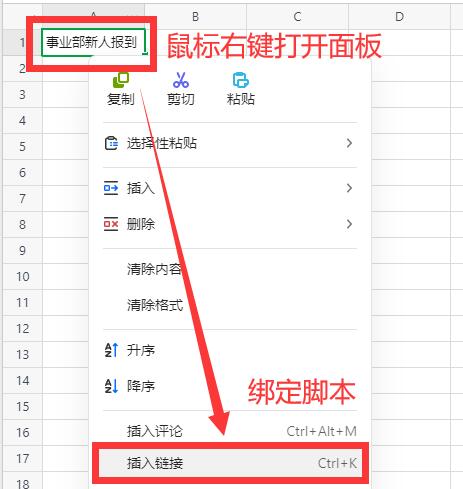 A B C D
1 事业部新人报到 鼠标右键打开面板
2
3 复制 剪切 粘贴
4
5 选择性粘贴
6
7 插入
8 删除
9
10 清除内容
11 清除格式
12
13 升序
14 降序 绑定脚本
15
16 插入评论 Ctrl+Alt+M
17 插入链接 Ctrl+K
18